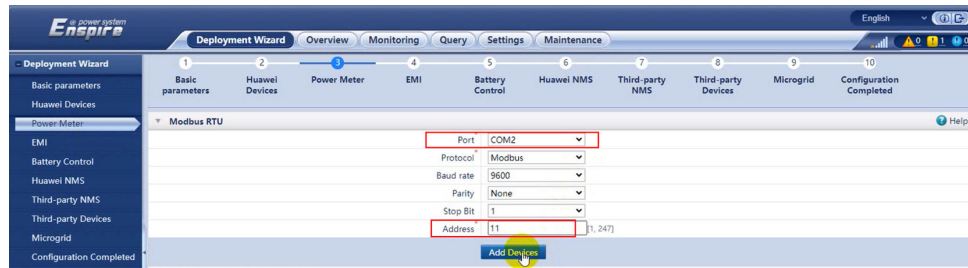 @ power system
Enspire
English
Deployment Wizard Overview Monitoring Query Settings Maintenance
0 1 0
Deployment Wizard
Basic parameters
Huawei Devices
Power Meter
EMI
Battery Control
Huawei NMS
Third-party NMS
Third-party Devices
Microgrid
Configuration Completed
1 2 3 4 5 6 7 8 9 10
Basic parameters
Huawei Devices
Power Meter
EMI
Battery Control
Huawei NMS
Third-party NMS
Third-party Devices
Microgrid
Configuration Completed
Modbus RTU
Help
Port * COM2
Protocol * Modbus
Baud rate 9600
Parity None
Stop Bit 1
Address * 11 [1, 247]
Add Devices